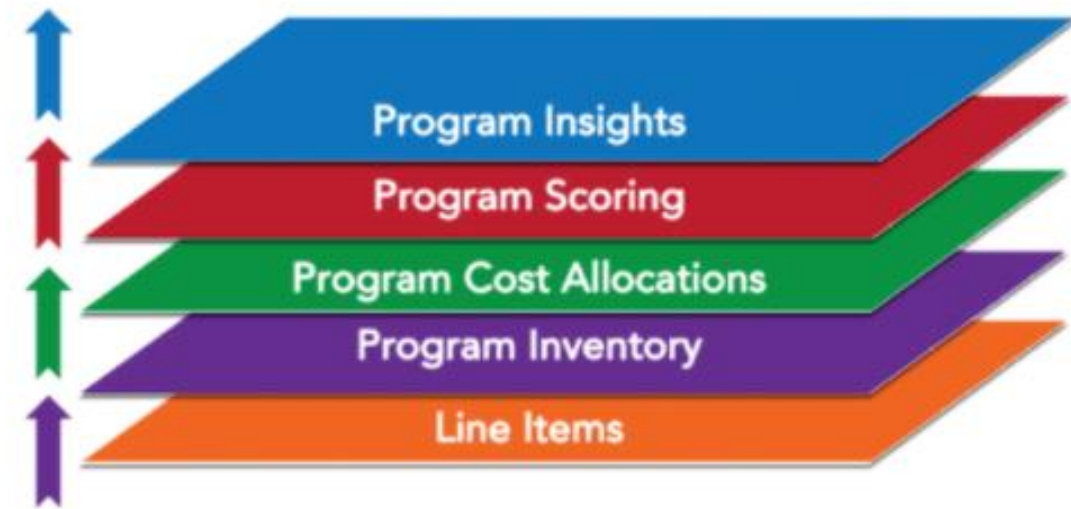 Program Insights
Program Scoring
Program Cost Allocations
Program Inventory
Line Items